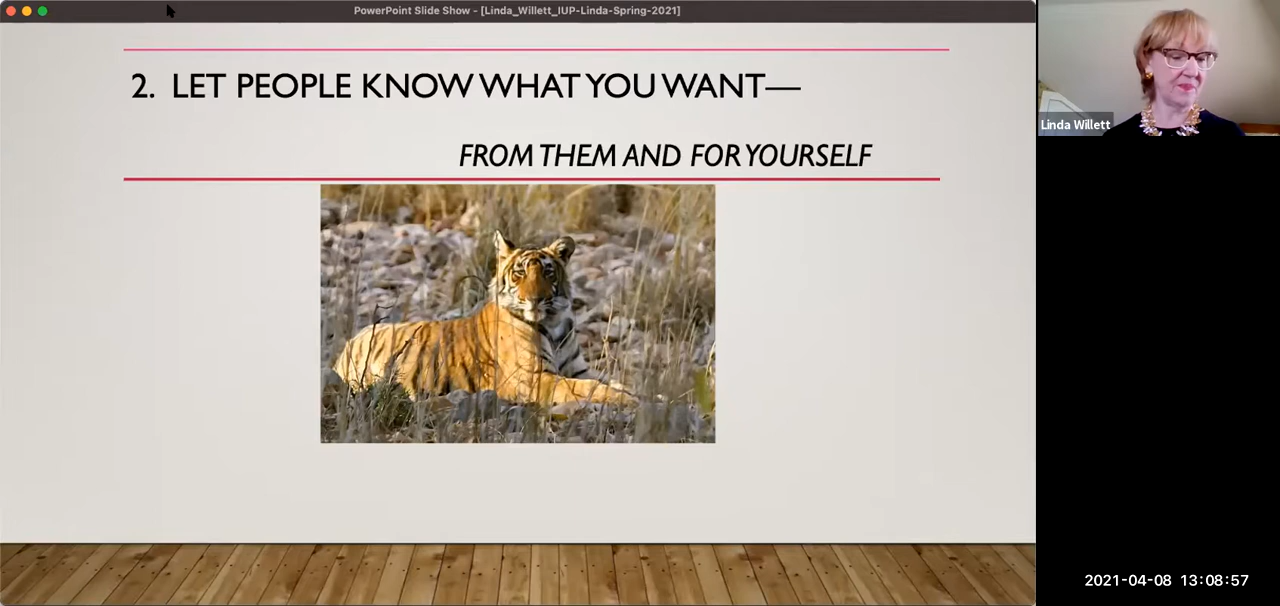 PowerPoint Slide Show - [Linda_Willett_IUP-Linda-Spring-2021]
2. LET PEOPLE KNOW WHAT YOU WANT—
FROM THEM AND FOR YOURSELF
Linda Willett
2021-04-08 13:08:57